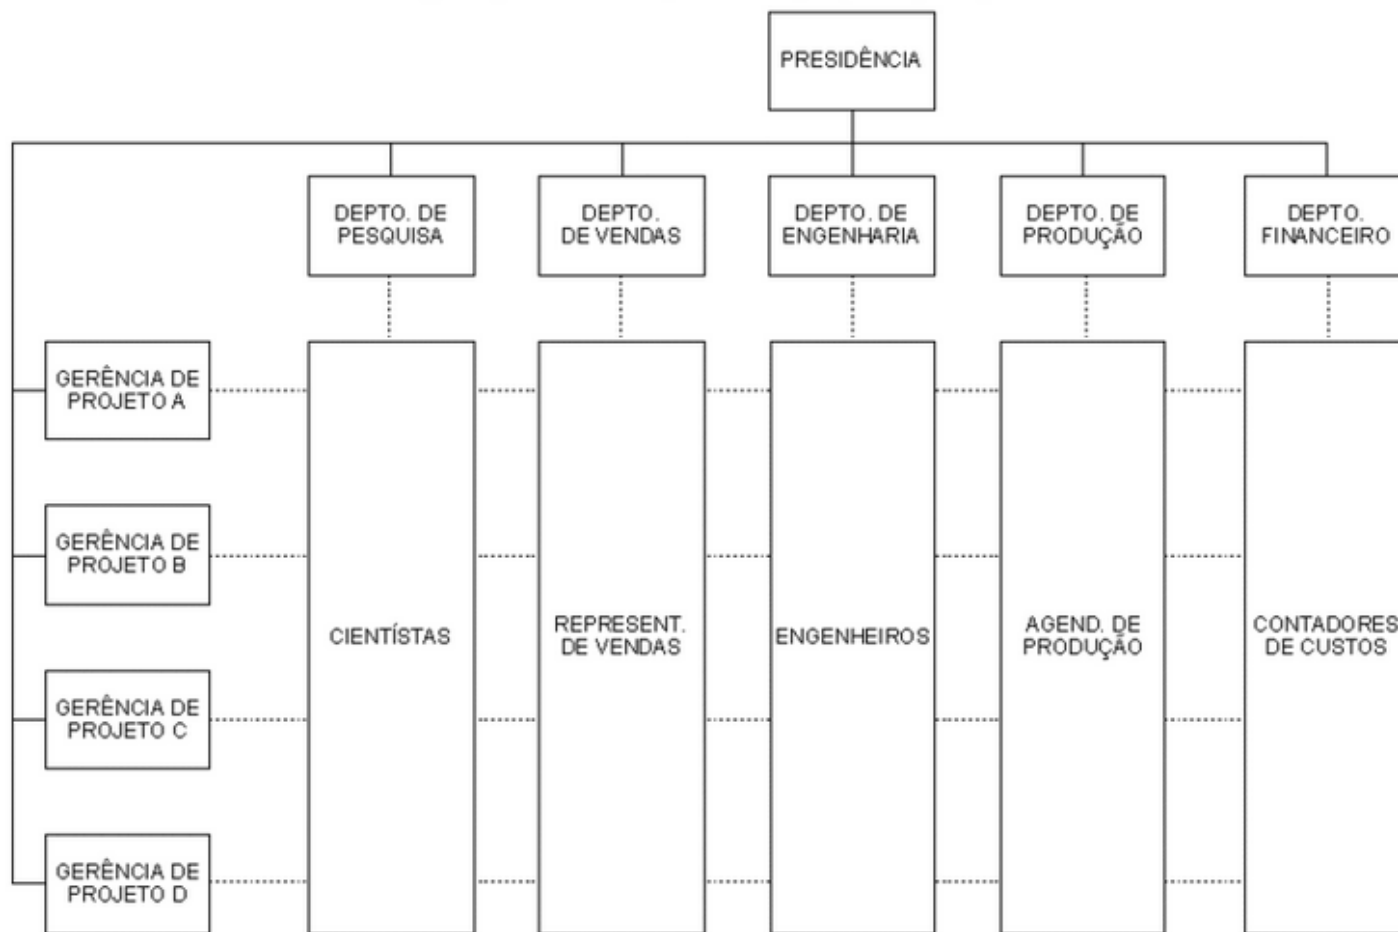 PRESIDÊNCIA
DEPTO. DE
PESQUISA
DEPTO.
DE VENDAS
DEPTO. DE
ENGENHARIA
DEPTO. DE
PRODUÇÃO
DEPTO.
FINANCEIRO
GERÊNCIA DE
PROJETO A
GERÊNCIA DE
PROJETO B
GERÊNCIA DE
PROJETO C
GERÊNCIA DE
PROJETO D
CIENTÍSTAS
REPRESENT.
DE VENDAS
ENGENHEIROS
AGEND. DE
PRODUÇÃO
CONTADORES
DE CUSTOS